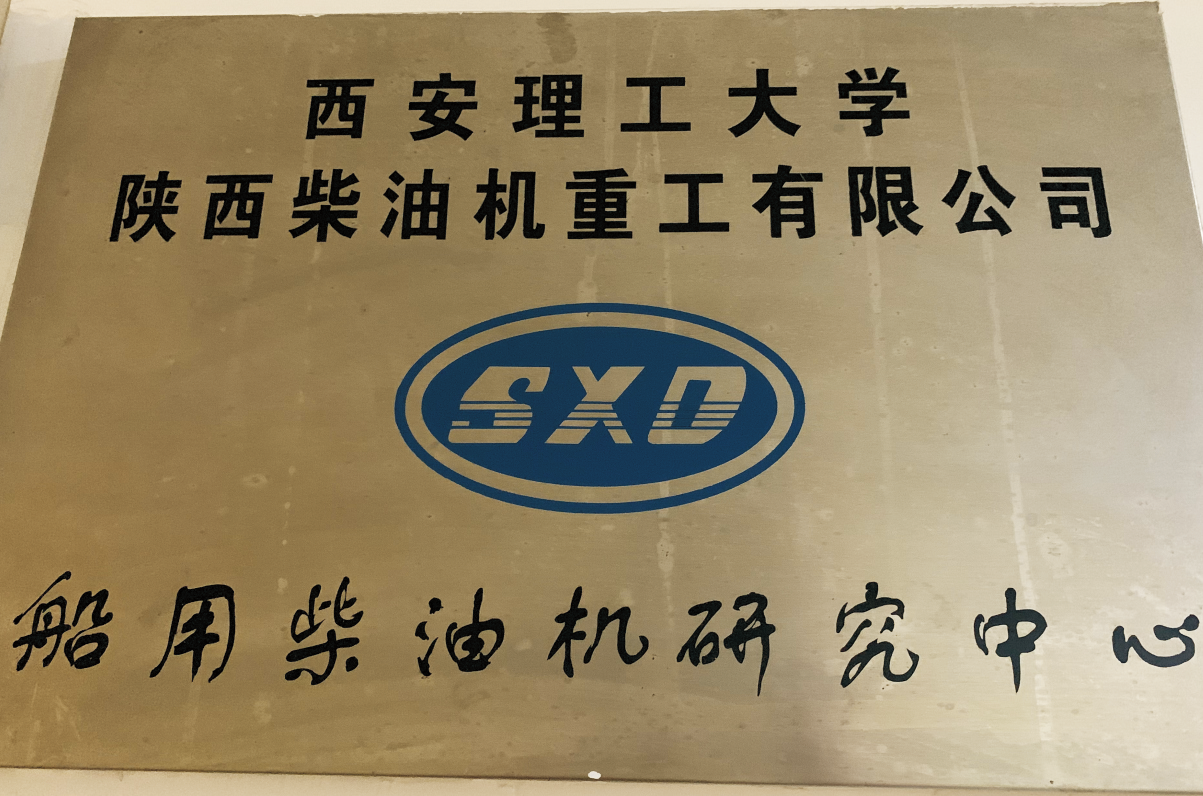 西安理工大学
陕西柴油机重工有限公司
SXD
船用柴油机研究中心